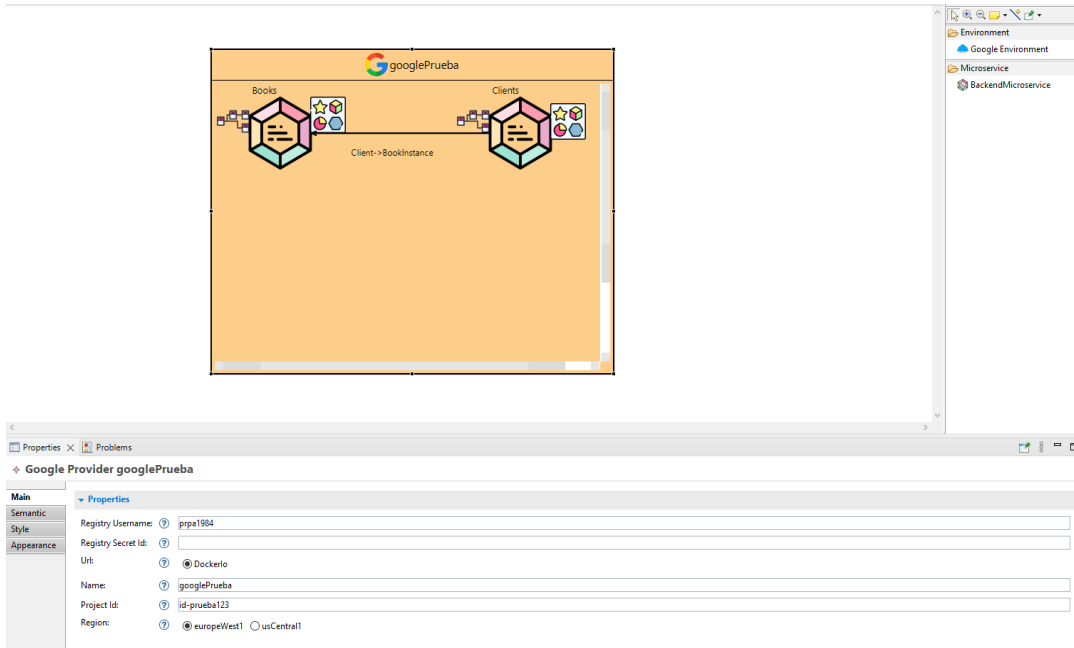 Environment
Google Environment
Microservice
BackendMicroservice
googlePrueba
Books
Clients
Client->BookInstance
Properties
Problems
Google Provider googlePrueba
Main
Semantic
Style
Appearance
Properties
Registry Username: prpa1984
Registry Secret Id:
Url: DockerIo
Name: googlePrueba
Project Id: id-prueba123
Region: europeWest1 usCentral1